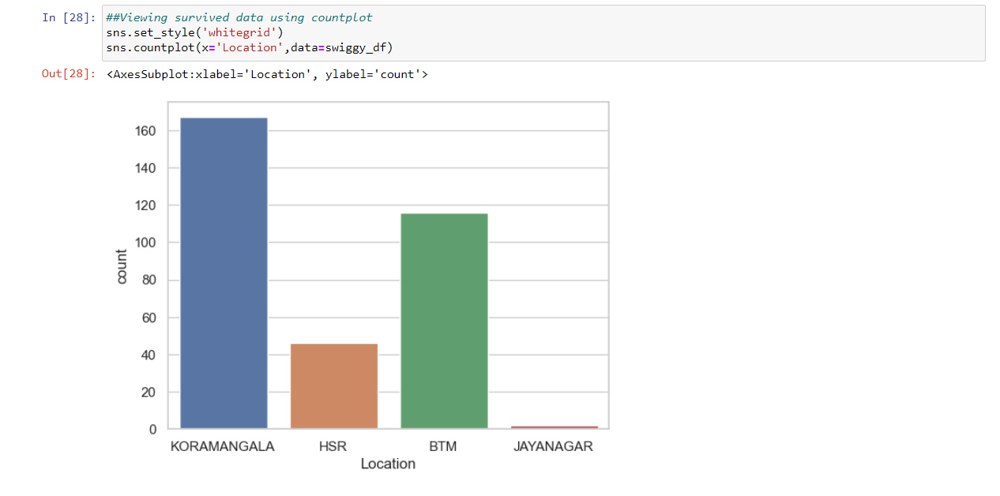 In [28]: ##Viewing survived data using countplot
sns.set_style('whitegrid')
sns.countplot(x='Location',data=swiggy_df)
Out[28]: <AxesSubplot:xlabel='Location', ylabel='count'>
160
140
120
100
80
60
40
20
0
count
KORAMANGALA HSR BTM JAYANAGAR
Location